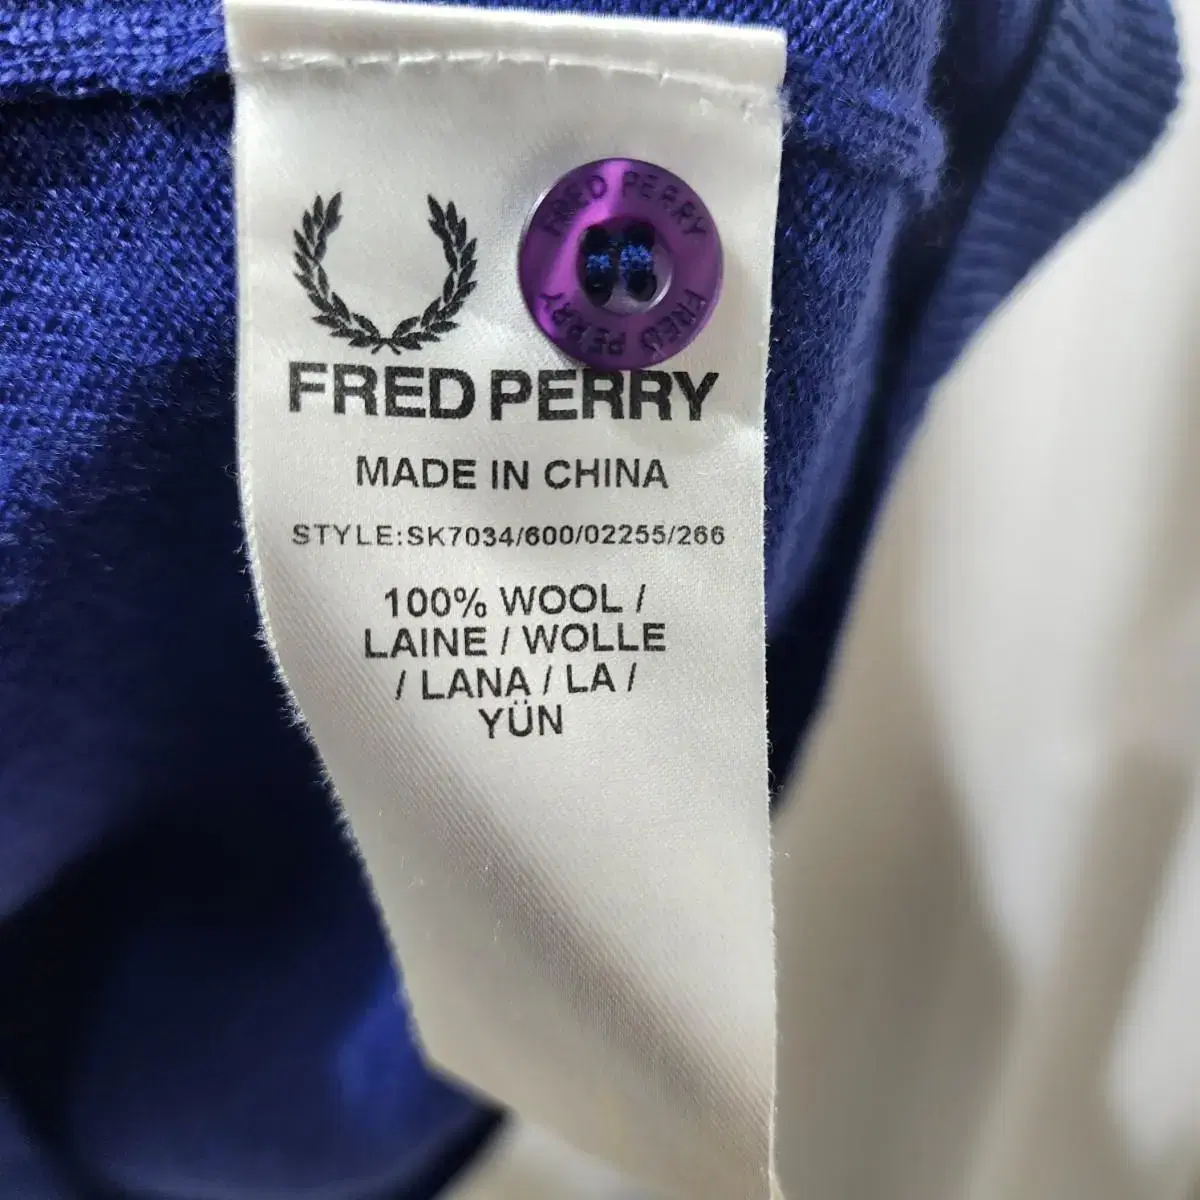 FRED PERRY
FRED PERRY
FRED PERRY
MADE IN CHINA
STYLE:SK7034/600/02255/266
100% WOOL /
LAINE / WOLLE
/ LANA / LA /
YÜN